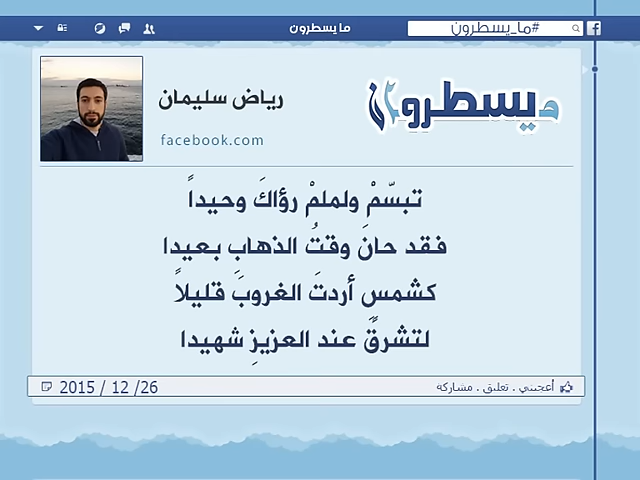 ما يسطرون
#ما_يسطرون
f
ما يسطرون
رياض سليمان
facebook.com
تبسّمْ ولملمْ رؤاكَ وحيداً
فقد حانَ وقتُ الذهابِ بعيدا
كشمسٍ أردتَ الغروبَ قليلاً
لتشرقَ عند العزيزِ شهيدا
أعجبني . تعليق . مشاركه
2015 / 12 /26